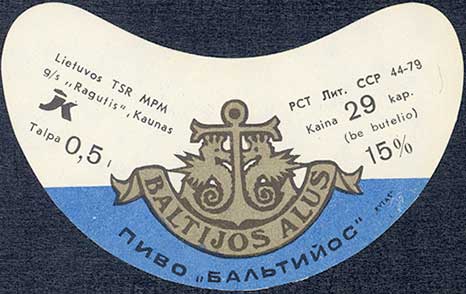 Lietuvos TSR MPM
g/s „Ragutis", Kaunas
Talpa 0,5 l
РСТ Лит. ССР 44-79
Kaina 29 kap.
(be butelio)
15%
BALTIJOS ALUS
ПИВО „БАЛЬТИЙОС"